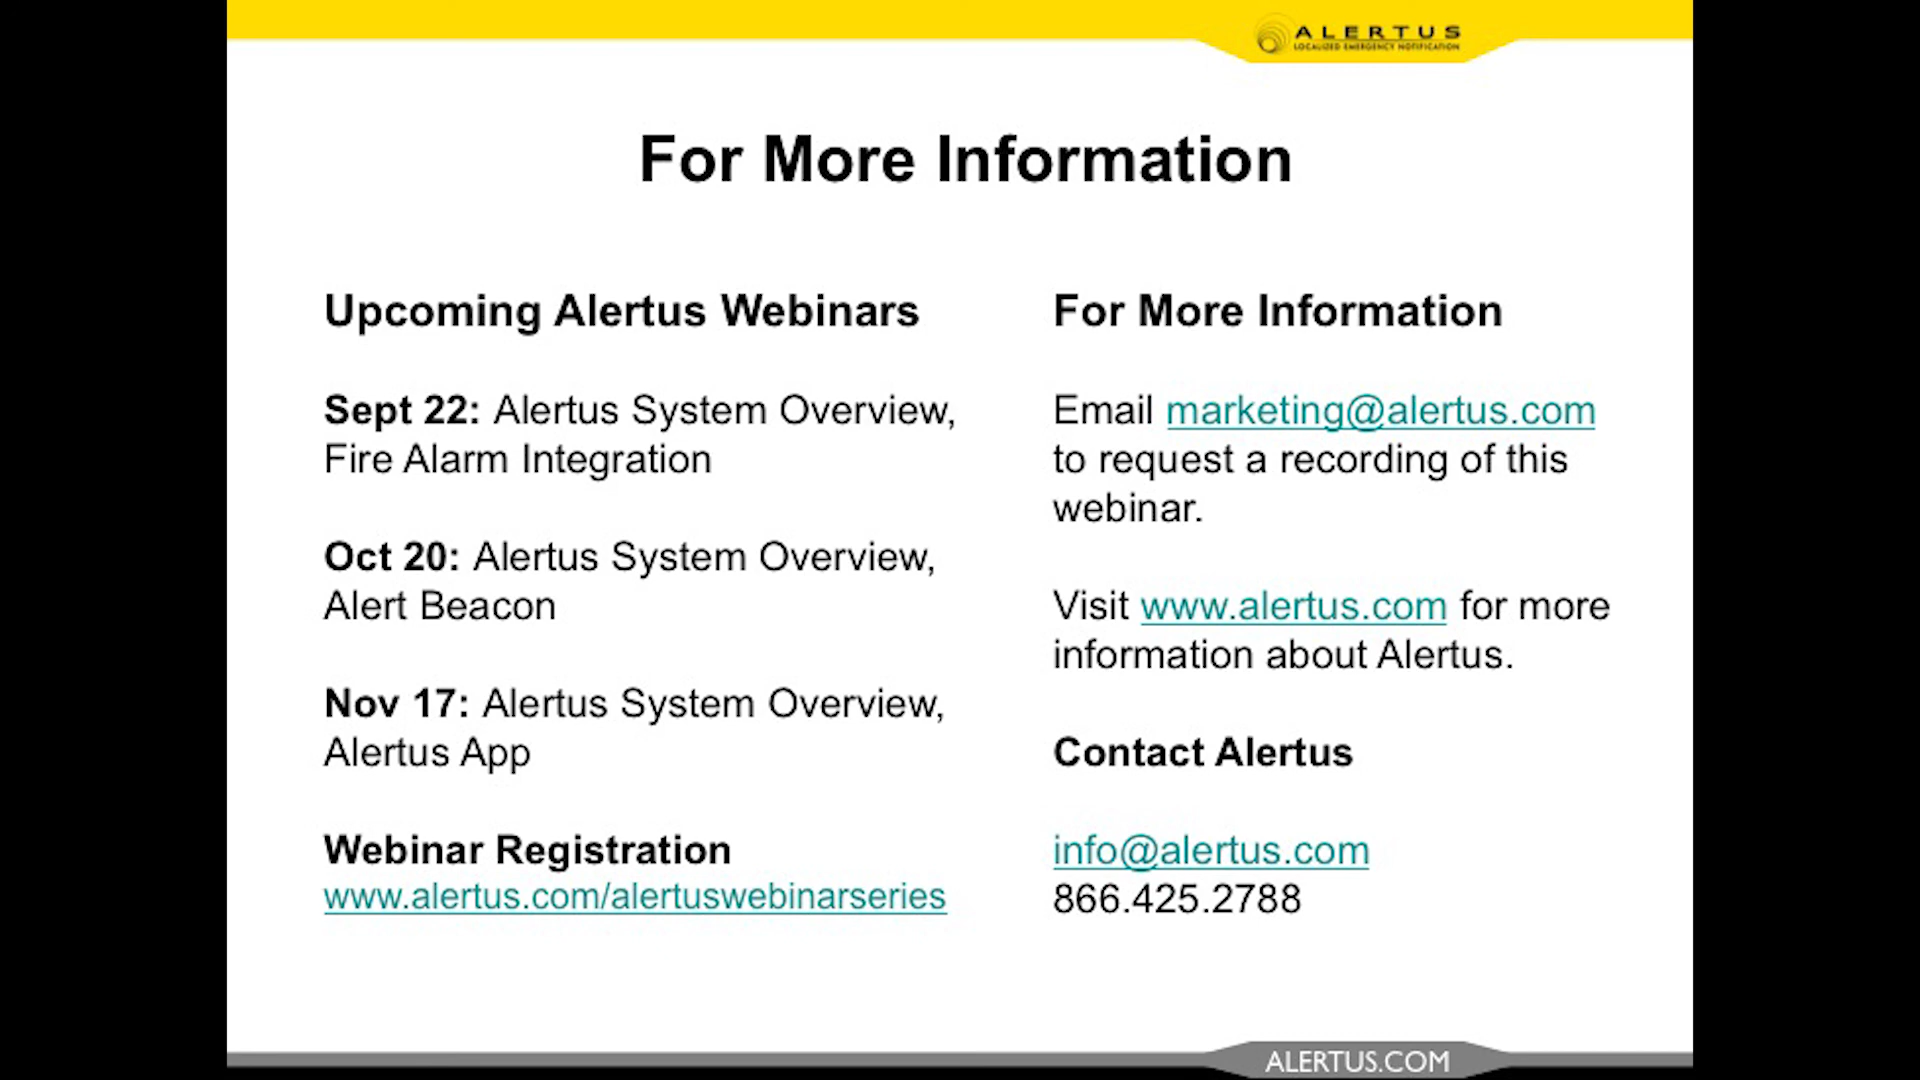 ALERTUS
LOCALIZED EMERGENCY NOTIFICATION
For More Information
Upcoming Alertus Webinars
Sept 22: Alertus System Overview,
Fire Alarm Integration
Oct 20: Alertus System Overview,
Alert Beacon
Nov 17: Alertus System Overview,
Alertus App
Webinar Registration
www.alertus.com/alertuswebinarseries
For More Information
Email marketing@alertus.com
to request a recording of this
webinar.
Visit www.alertus.com for more
information about Alertus.
Contact Alertus
info@alertus.com
866.425.2788
ALERTUS.COM